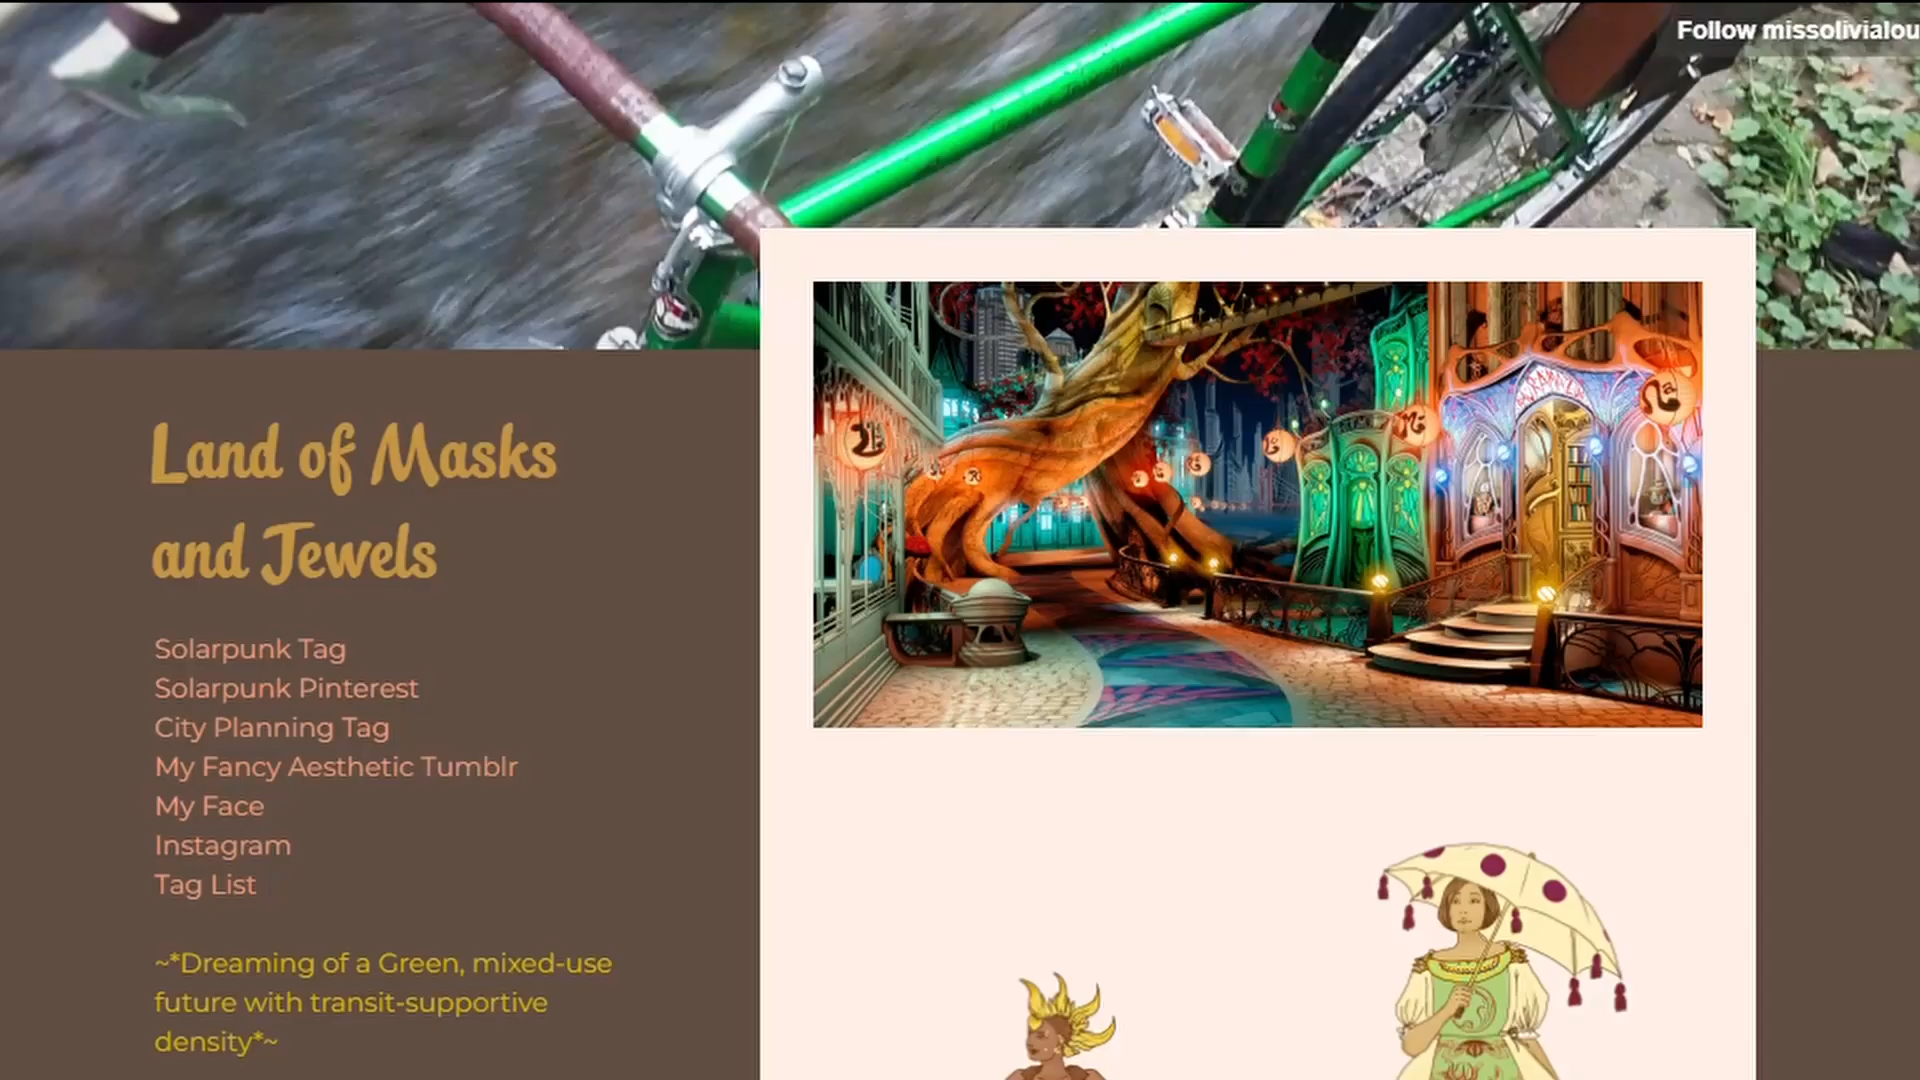 Follow missolivialou
Land of Masks
and Jewels
Solarpunk Tag
Solarpunk Pinterest
City Planning Tag
My Fancy Aesthetic Tumblr
My Face
Instagram
Tag List
~*Dreaming of a Green, mixed-use
future with transit-supportive
density*~